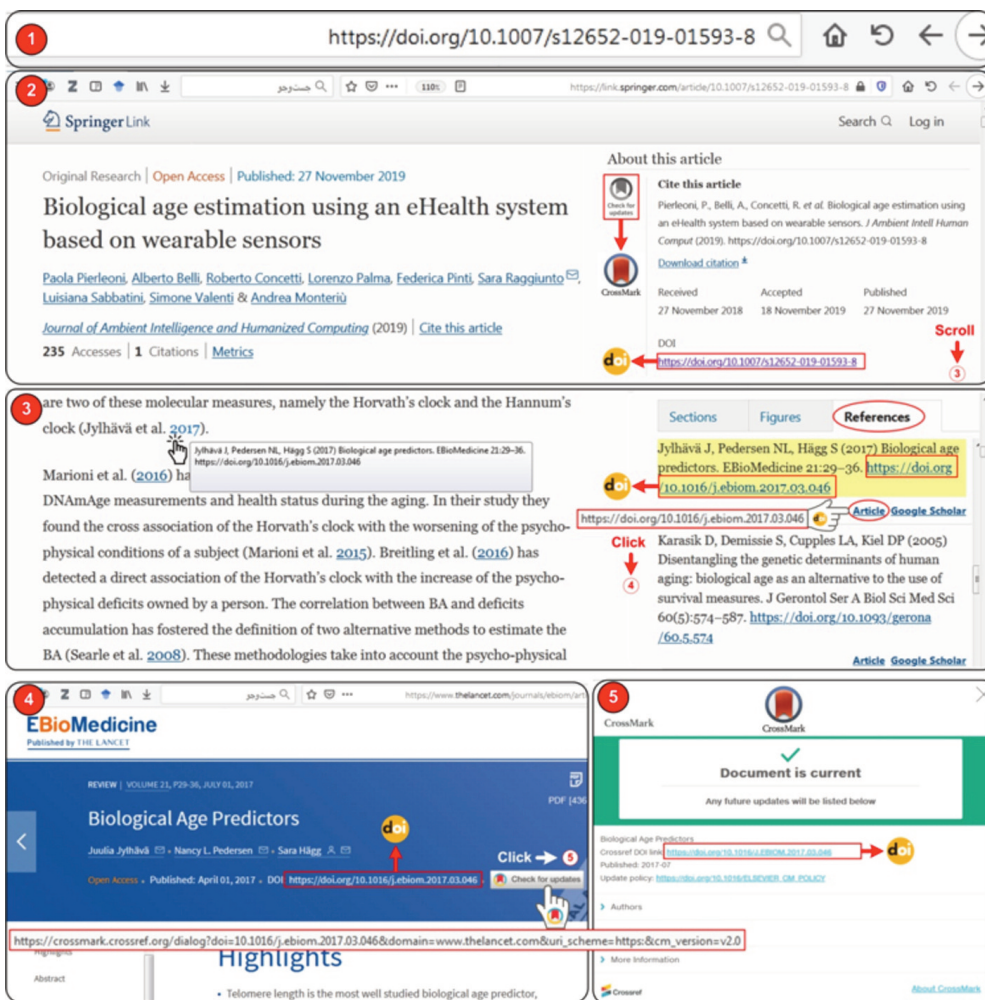 1
https://doi.org/10.1007/s12652-019-01593-8
2
جست‌وجو
110%
https://link.springer.com/article/10.1007/s12652-019-01593-8
Springer Link
Search
Log in
Original Research | Open Access | Published: 27 November 2019
Biological age estimation using an eHealth system
based on wearable sensors
Paola Pierleoni, Alberto Belli, Roberto Concetti, Lorenzo Palma, Federica Pinti, Sara Raggiunto,
Luisiana Sabbatini, Simone Valenti & Andrea Monteriù
Journal of Ambient Intelligence and Humanized Computing (2019) | Cite this article
235 Accesses | 1 Citations | Metrics
About this article
Check for
updates
CrossMark
Cite this article
Pierleoni, P., Belli, A., Concetti, R. et al. Biological age estimation using
an eHealth system based on wearable sensors. J Ambient Intell Human
Comput (2019). https://doi.org/10.1007/s12652-019-01593-8
Download citation
Received Accepted Published
27 November 2018 18 November 2019 27 November 2019
DOI
doi
https://doi.org/10.1007/s12652-019-01593-8
Scroll
3
3
are two of these molecular measures, namely the Horvath's clock and the Hannum's
clock (Jylhävä et al. 2017).
Jylhävä J, Pedersen NL, Hägg S (2017) Biological age predictors. EBioMedicine 21:29–36.
https://doi.org/10.1016/j.ebiom.2017.03.046
Marioni et al. (2016) ha
DNAmAge measurements and health status during the aging. In their study they
found the cross association of the Horvath's clock with the worsening of the psycho-
physical conditions of a subject (Marioni et al. 2015). Breitling et al. (2016) has
detected a direct association of the Horvath's clock with the increase of the psycho-
physical deficits owned by a person. The correlation between BA and deficits
accumulation has fostered the definition of two alternative methods to estimate the
BA (Searle et al. 2008). These methodologies take into account the psycho-physical
Sections Figures References
Jylhävä J, Pedersen NL, Hägg S (2017) Biological age
predictors. EBioMedicine 21:29–36. https://doi.org
/10.1016/j.ebiom.2017.03.046
doi
https://doi.org/10.1016/j.ebiom.2017.03.046
doi
Article Google Scholar
Click
4
Karasik D, Demissie S, Cupples LA, Kiel DP (2005)
Disentangling the genetic determinants of human
aging: biological age as an alternative to the use of
survival measures. J Gerontol Ser A Biol Sci Med Sci
60(5):574–587. https://doi.org/10.1093/gerona
/60.5.574
Article Google Scholar
4
جست‌وجو
https://www.thelancet.com/journals/ebiom/art
EBioMedicine
Published by THE LANCET
REVIEW | VOLUME 21, P29-36, JULY 01, 2017
PDF [436
Biological Age Predictors
doi
Juulia Jylhävä • Nancy L. Pedersen • Sara Hägg
Click
5
Open Access • Published: April 01, 2017 • DOI: https://doi.org/10.1016/j.ebiom.2017.03.046 •
Check for updates
https://crossmark.crossref.org/dialog?doi=10.1016/j.ebiom.2017.03.046&domain=www.thelancet.com&uri_scheme=https:&cm_version=v2.0
Highlights
Abstract
Highlights
• Telomere length is the most well studied biological age predictor,
5
CrossMark
CrossMark
Document is current
Any future updates will be listed below
Biological Age Predictors
Crossref DOI link: https://doi.org/10.1016/J.EBIOM.2017.03.046
doi
Published: 2017-07
Update policy: https://doi.org/10.1016/ELSEVIER_CM_POLICY
Authors
More Information
Crossref
About CrossMark